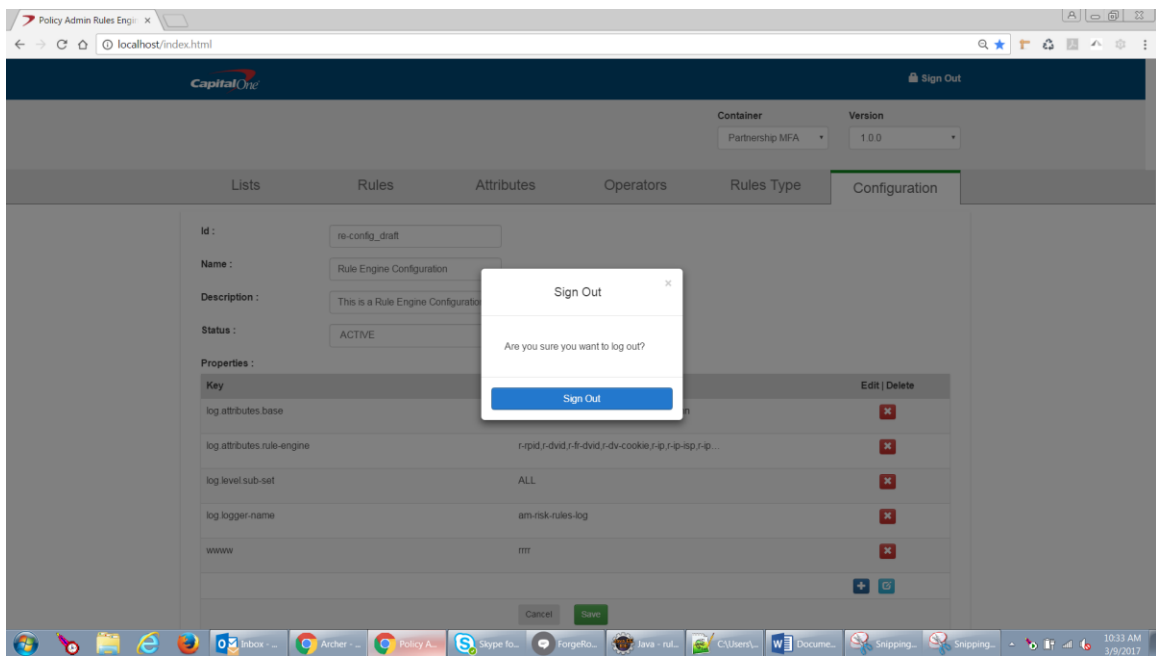 Policy Admin Rules Engin
localhost/index.html
CapitalOne
Sign Out
Container
Version
Partnership MFA
1.0.0
Lists
Rules
Attributes
Operators
Rules Type
Configuration
Id :
re-config_draft
Name :
Rule Engine Configuration
Description :
This is a Rule Engine Configuration
Status :
ACTIVE
Properties :
Sign Out
×
Are you sure you want to log out?
Sign Out
Key
Edit | Delete
log.attributes.base
log.attributes.rule-engine
r-rpid,r-dvid,r-fr-dvid,r-dv-cookie,r-ip,r-ip-isp,r-ip...
log.level.sub-set
ALL
log.logger-name
am-risk-rules-log
wwww
rrrr
Cancel
Save
Inbox - ...
Archer - ...
Policy A...
Skype fo...
ForgeRo...
Java - rul...
C:\Users\...
Docume...
Snipping...
Snipping...
10:33 AM
3/9/2017